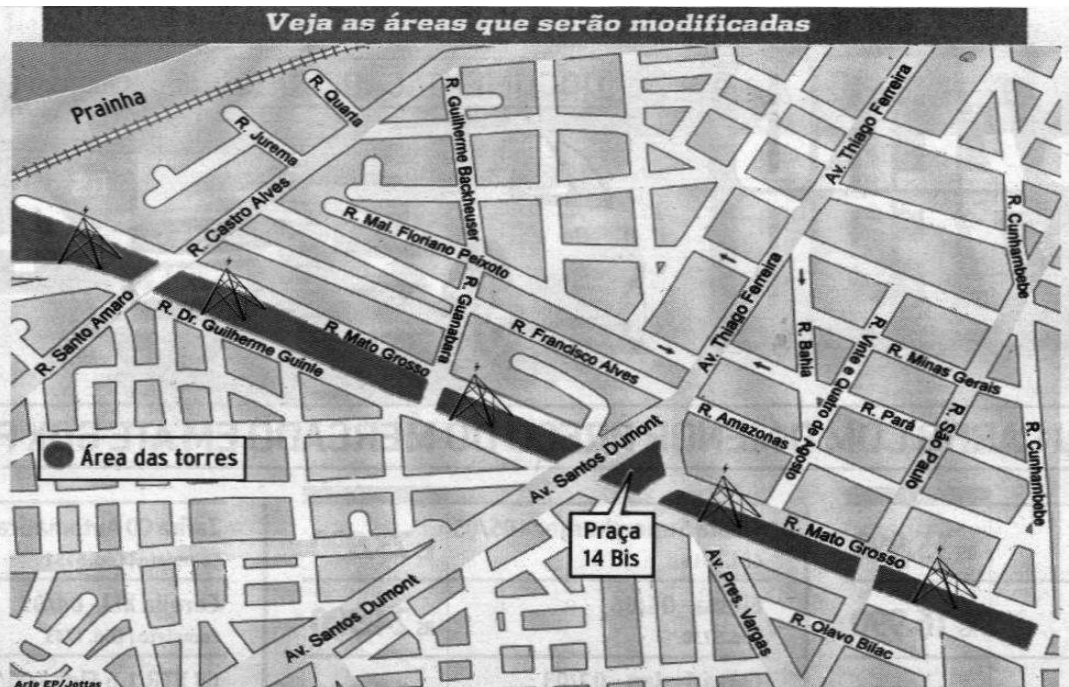 Veja as áreas que serão modificadas
Prainha
R. Quarta
R. Jurema
R. Guilherme Backheuser
Av. Thiago Ferreira
R. Castro Alves
R. Mal. Floriano Peixoto
R. Cunhambebe
R. Santo Amaro
R. Dr. Guilherme Guinle
R. Mato Grosso
R. Guanabara
R. Francisco Alves
Av. Thiago Ferreira
R. Bahia
R. Vinte e Quatro de Agosto
R. Minas Gerais
R. Pará
R. São Paulo
R. Amazonas
R. Cunhambebe
Área das torres
Av. Santos Dumont
Praça
14 Bis
R. Mato Grosso
Av. Pres. Vargas
R. Olavo Bilac
Av. Santos Dumont
Arte EP/Jottas